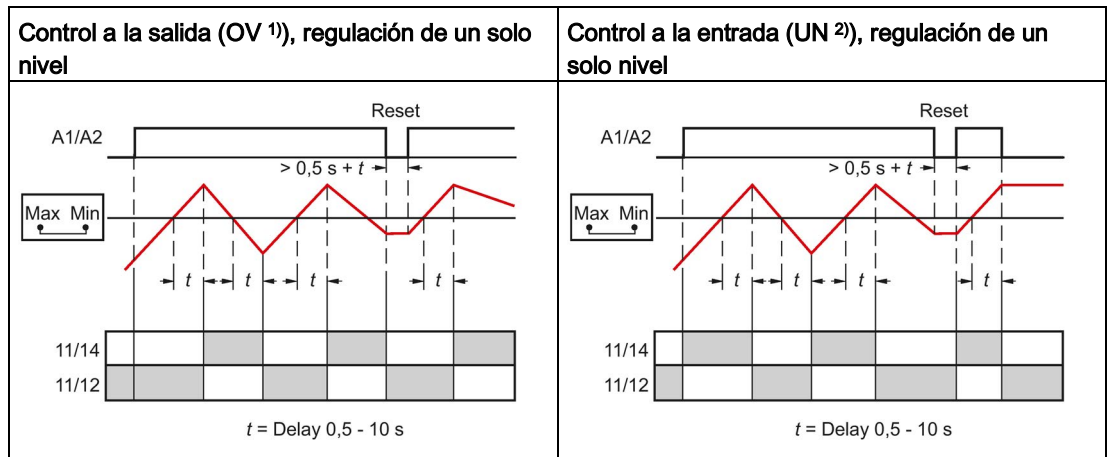 Control a la salida (OV 1)), regulación de un solo
nivel
Control a la entrada (UN 2)), regulación de un
solo nivel
Reset
A1/A2
> 0,5 s + t
Max Min
t t t t
11/14
11/12
t = Delay 0,5 - 10 s
Reset
A1/A2
> 0,5 s + t
Max Min
t t t t
11/14
11/12
t = Delay 0,5 - 10 s